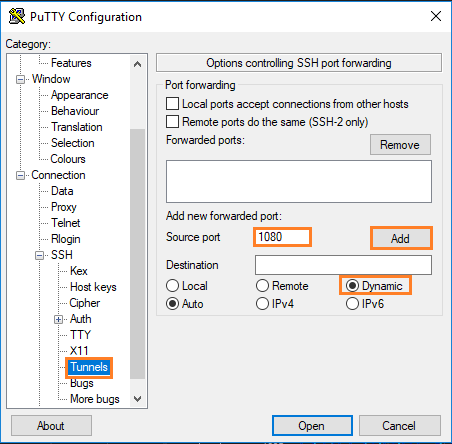 PuTTY Configuration
Category:
Features
Window
Appearance
Behaviour
Translation
Selection
Colours
Connection
Data
Proxy
Telnet
Rlogin
SSH
Kex
Host keys
Cipher
Auth
TTY
X11
Tunnels
Bugs
More bugs
Options controlling SSH port forwarding
Port forwarding
Local ports accept connections from other hosts
Remote ports do the same (SSH-2 only)
Forwarded ports:
Remove
Add new forwarded port:
Source port 1080 Add
Destination
Local Remote Dynamic
Auto IPv4 IPv6
About Open Cancel